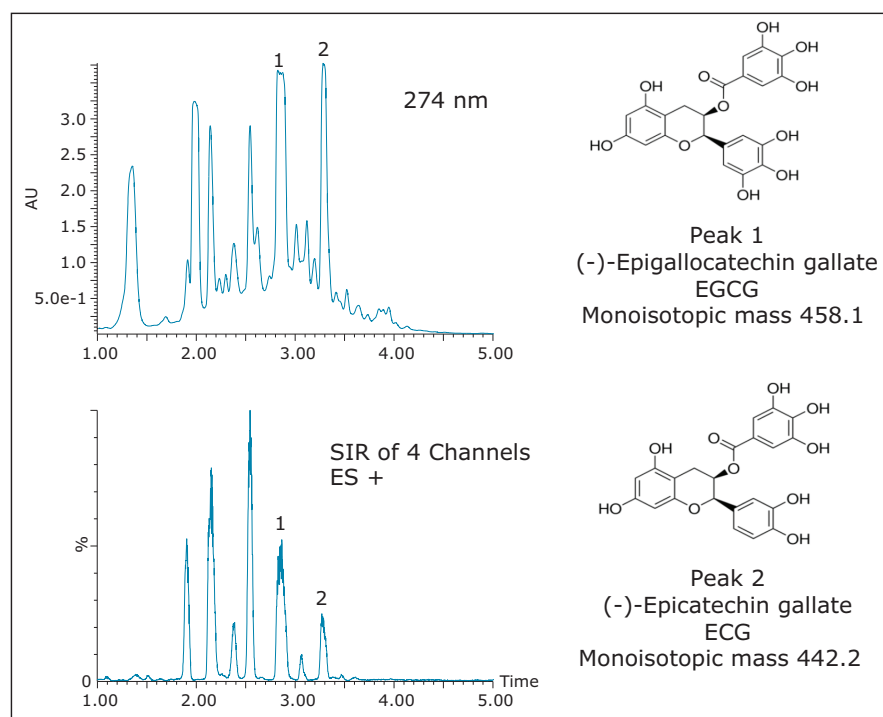 1
2
274 nm
AU
3.0
2.5
2.0
1.5
1.0
5.0e-1
1.00 2.00 3.00 4.00 5.00
OH
OH
O
OH
OH
O
OH
HO
O
OH
OH
Peak 1
(-)-Epigallocatechin gallate
EGCG
Monoisotopic mass 458.1
SIR of 4 Channels
ES +
1
2
%
0
Time
1.00 2.00 3.00 4.00 5.00
OH
OH
O
OH
OH
O
HO
O
OH
OH
Peak 2
(-)-Epicatechin gallate
ECG
Monoisotopic mass 442.2